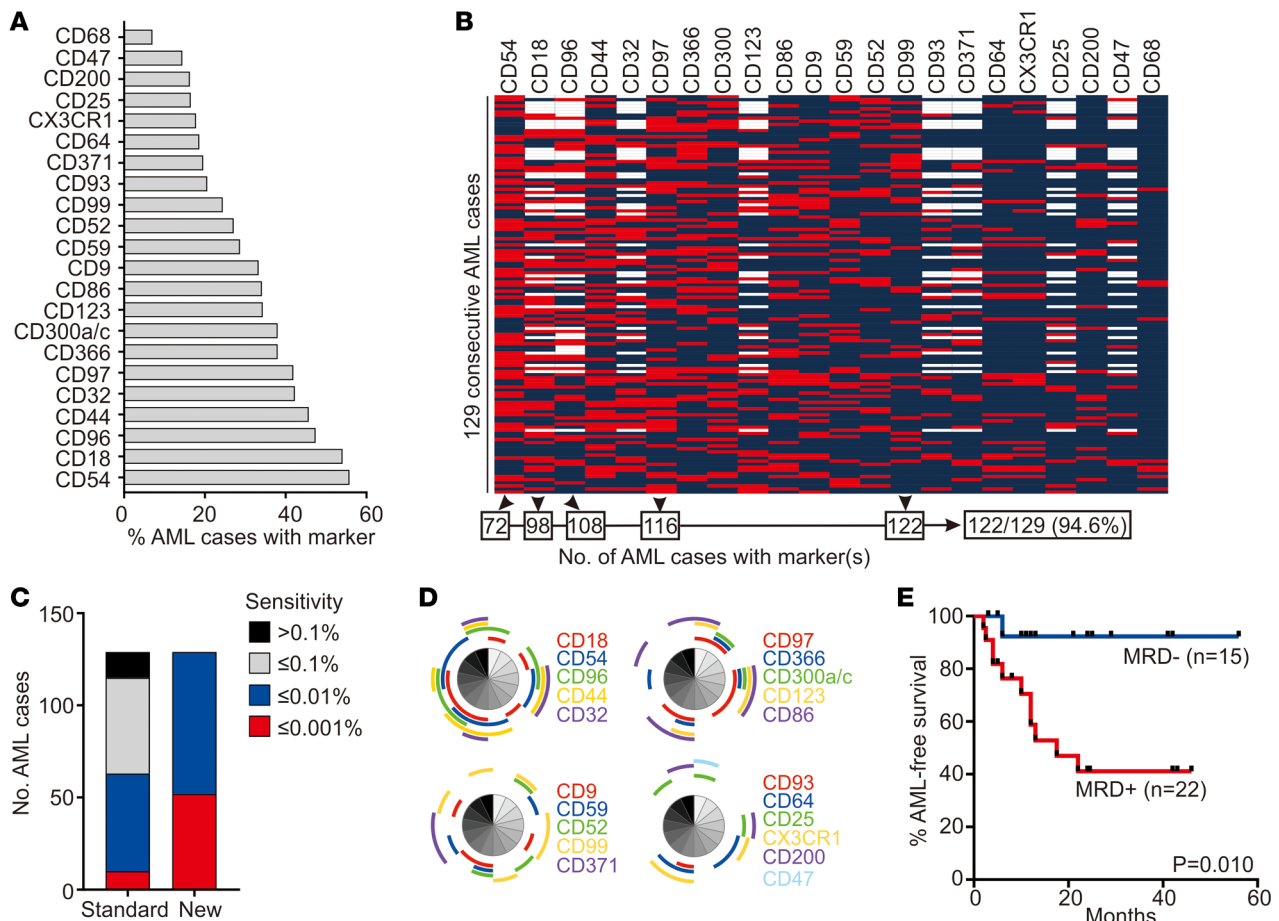 A
CD68
CD47
CD200
CD25
CX3CR1
CD64
CD371
CD93
CD99
CD52
CD59
CD9
CD86
CD123
CD300a/c
CD366
CD97
CD32
CD44
CD96
CD18
CD54
0 20 40 60
% AML cases with marker
B
CD54 CD18 CD96 CD44 CD32 CD97 CD366 CD300 CD123 CD86 CD9 CD59 CD52 CD99 CD93 CD371 CD64 CX3CR1 CD25 CD200 CD47 CD68
129 consecutive AML cases
72 98 108 116 122 122/129 (94.6%)
No. of AML cases with marker(s)
C
No. AML cases
150
100
50
0
Standard New
Sensitivity
>0.1%
≤0.1%
≤0.01%
≤0.001%
D
CD18
CD54
CD96
CD44
CD32
CD97
CD366
CD300a/c
CD123
CD86
CD9
CD59
CD52
CD99
CD371
CD93
CD64
CD25
CX3CR1
CD200
CD47
E
% AML-free survival
100
80
60
40
20
0
MRD- (n=15)
MRD+ (n=22)
P=0.010
0 20 40 60
Months